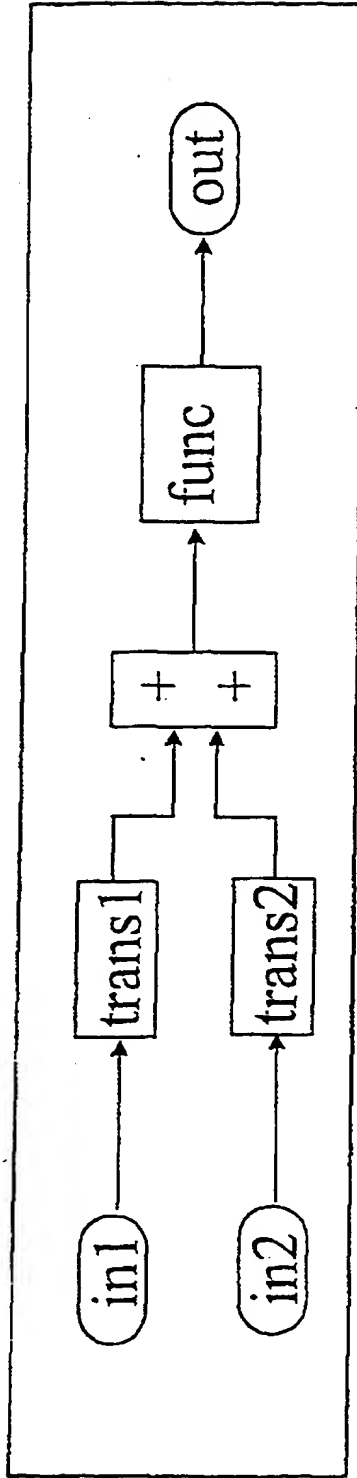 in1
trans1
+
+
func
out
in2
trans2